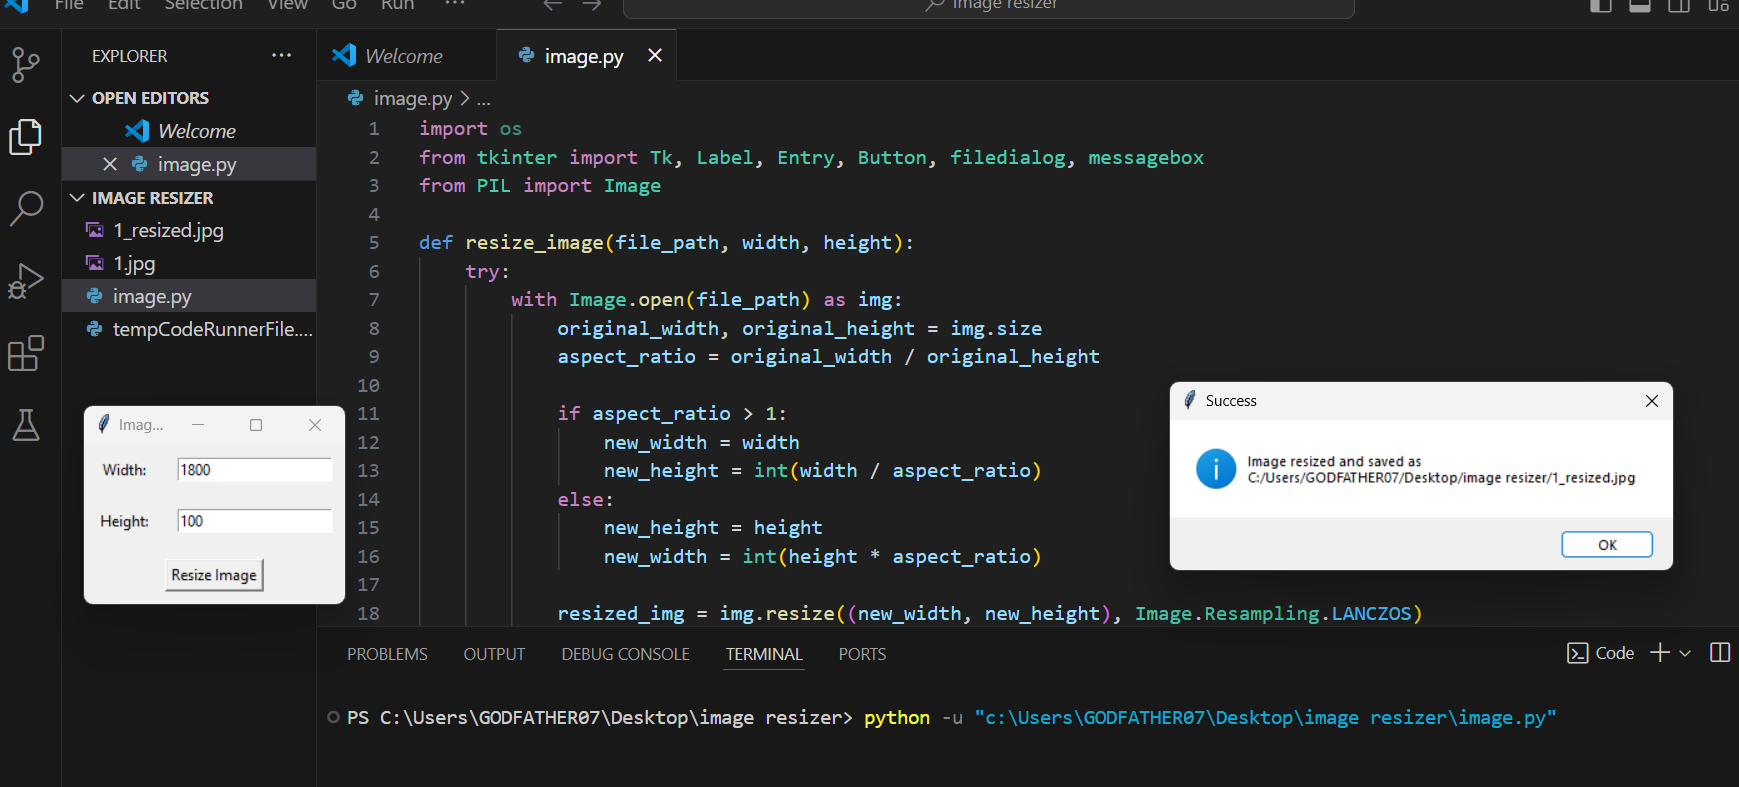 File Edit Selection View Go Run ··· image resizer
EXPLORER ···
OPEN EDITORS
Welcome
image.py
IMAGE RESIZER
1_resized.jpg
1.jpg
image.py
tempCodeRunnerFile....
Welcome image.py
image.py > ...
1 import os
2 from tkinter import Tk, Label, Entry, Button, filedialog, messagebox
3 from PIL import Image
4
5 def resize_image(file_path, width, height):
6 try:
7 with Image.open(file_path) as img:
8 original_width, original_height = img.size
9 aspect_ratio = original_width / original_height
10
11 if aspect_ratio > 1:
12 new_width = width
13 new_height = int(width / aspect_ratio)
14 else:
15 new_height = height
16 new_width = int(height * aspect_ratio)
17
18 resized_img = img.resize((new_width, new_height), Image.Resampling.LANCZOS)
Imag...
Width: 1800
Height: 100
Resize Image
Success
Image resized and saved as
C:/Users/GODFATHER07/Desktop/image resizer/1_resized.jpg
OK
PROBLEMS OUTPUT DEBUG CONSOLE TERMINAL PORTS Code
PS C:\Users\GODFATHER07\Desktop\image resizer> python -u "c:\Users\GODFATHER07\Desktop\image resizer\image.py"